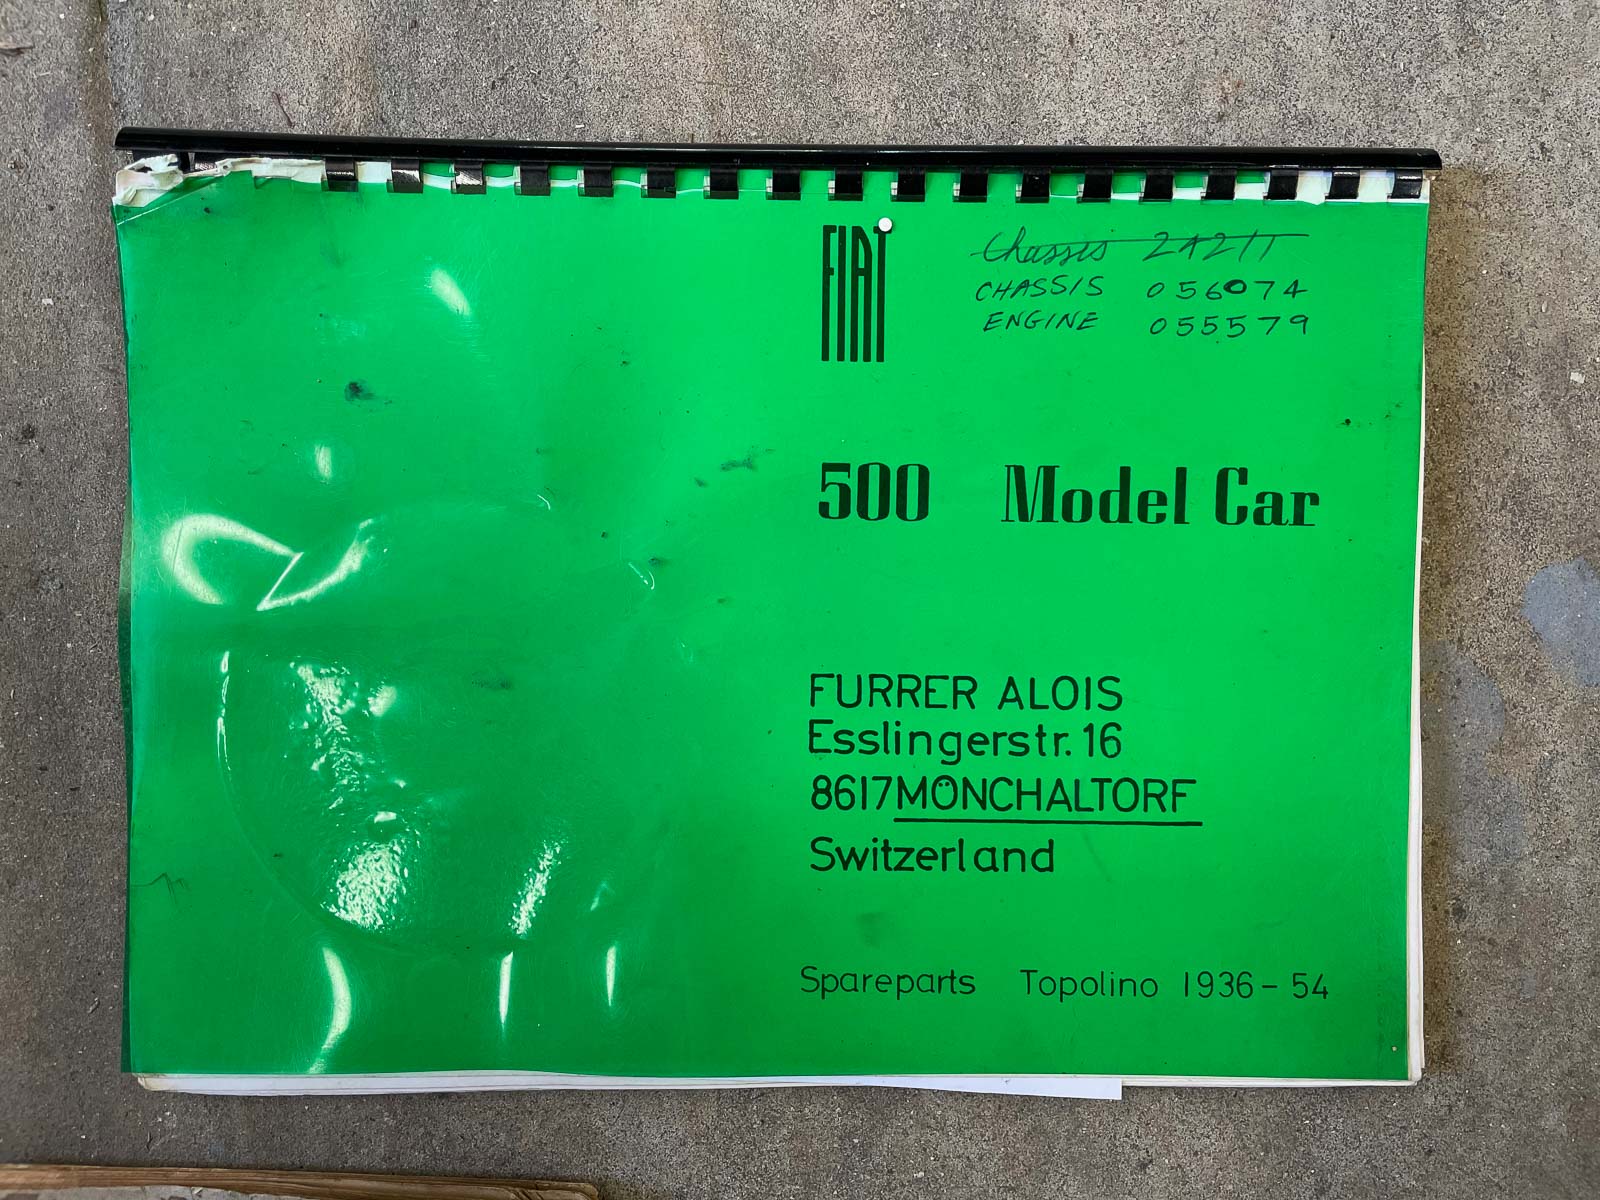 FIAT
Chassis 24211
CHASSIS 056074
ENGINE 055579
500 Model Car
FURRER ALOIS
Esslingerstr. 16
8617 MÖNCHALTORF
Switzerland
Spareparts Topolino 1936-54